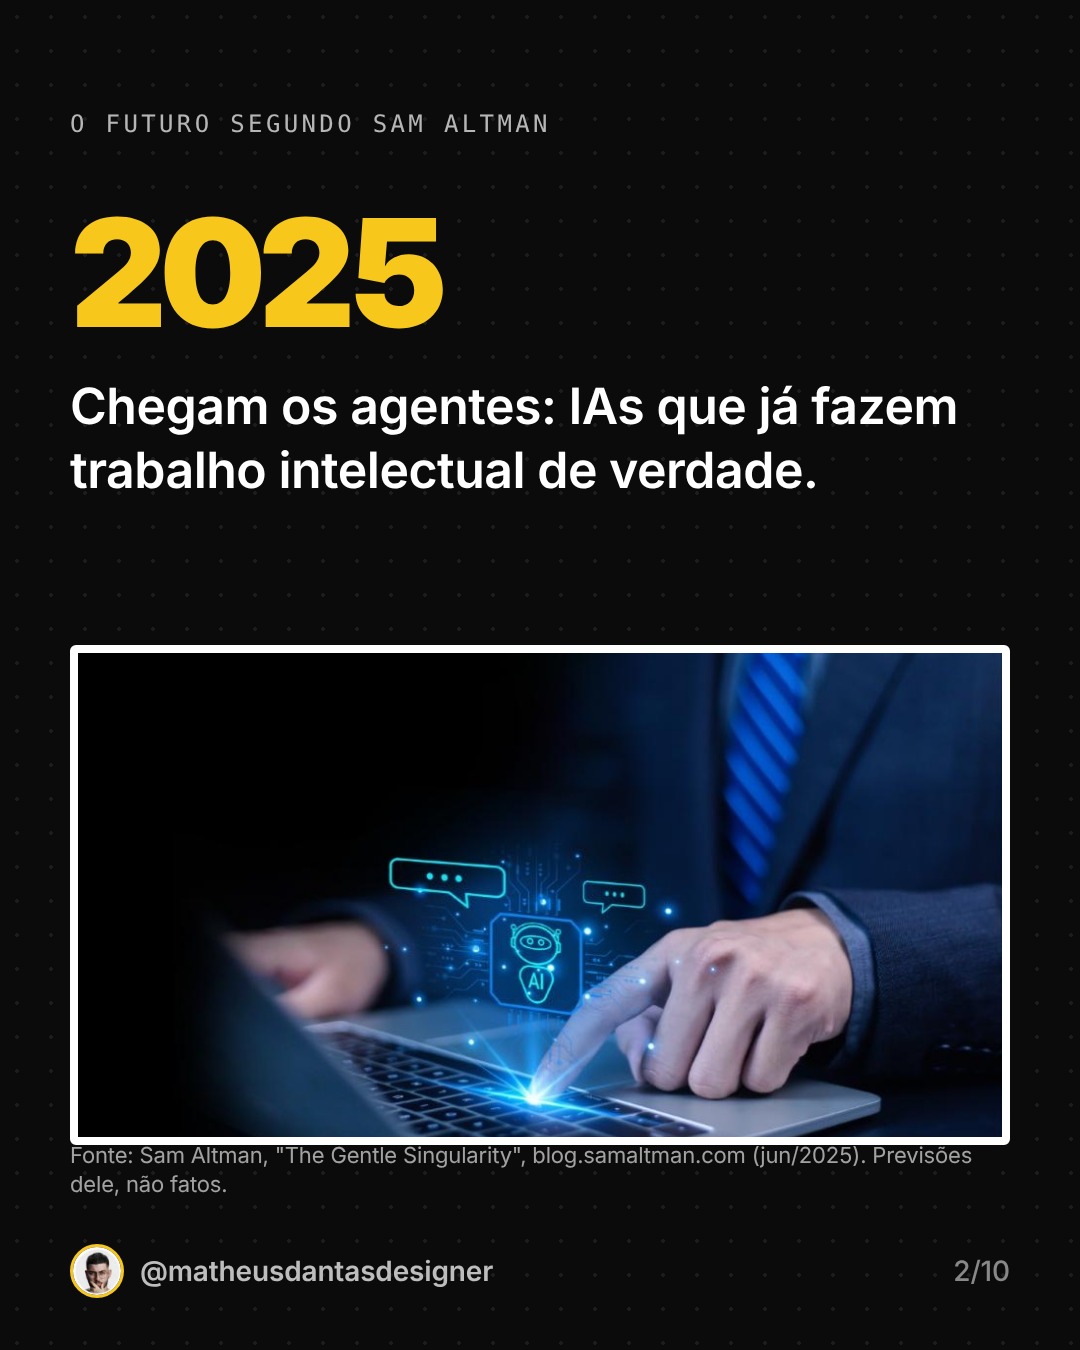 O FUTURO SEGUNDO SAM ALTMAN
2025
Chegam os agentes: IAs que já fazem
trabalho intelectual de verdade.
AI
Fonte: Sam Altman, "The Gentle Singularity", blog.samaltman.com (jun/2025). Previsões
dele, não fatos.
@matheusdantasdesigner
2/10